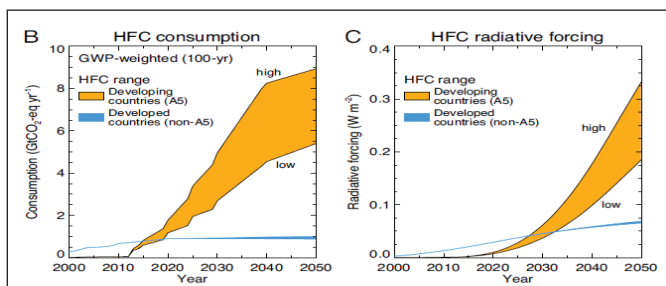 B
HFC consumption
10
8
6
4
2
0
Consumption (GtCO2-eq yr-1)
GWP-weighted (100-yr)
HFC range
Developing
countries (A5)
Developed
countries (non-A5)
high
low
2000 2010 2020 2030 2040 2050
Year
C
HFC radiative forcing
0.4
0.3
0.2
0.1
0.0
Radiative forcing (W m-2)
HFC range
Developing
countries (A5)
Developed
countries (non-A5)
high
low
2000 2010 2020 2030 2040 2050
Year